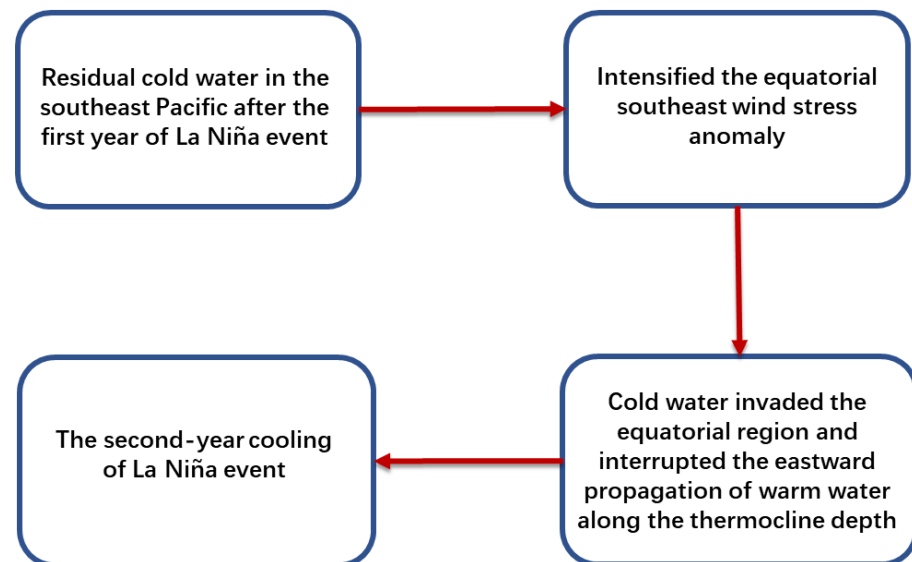 Residual cold water in the
southeast Pacific after the
first year of La Niña event
Intensified the equatorial
southeast wind stress
anomaly
Cold water invaded the
equatorial region and
interrupted the eastward
propagation of warm water
along the thermocline depth
The second-year cooling
of La Niña event